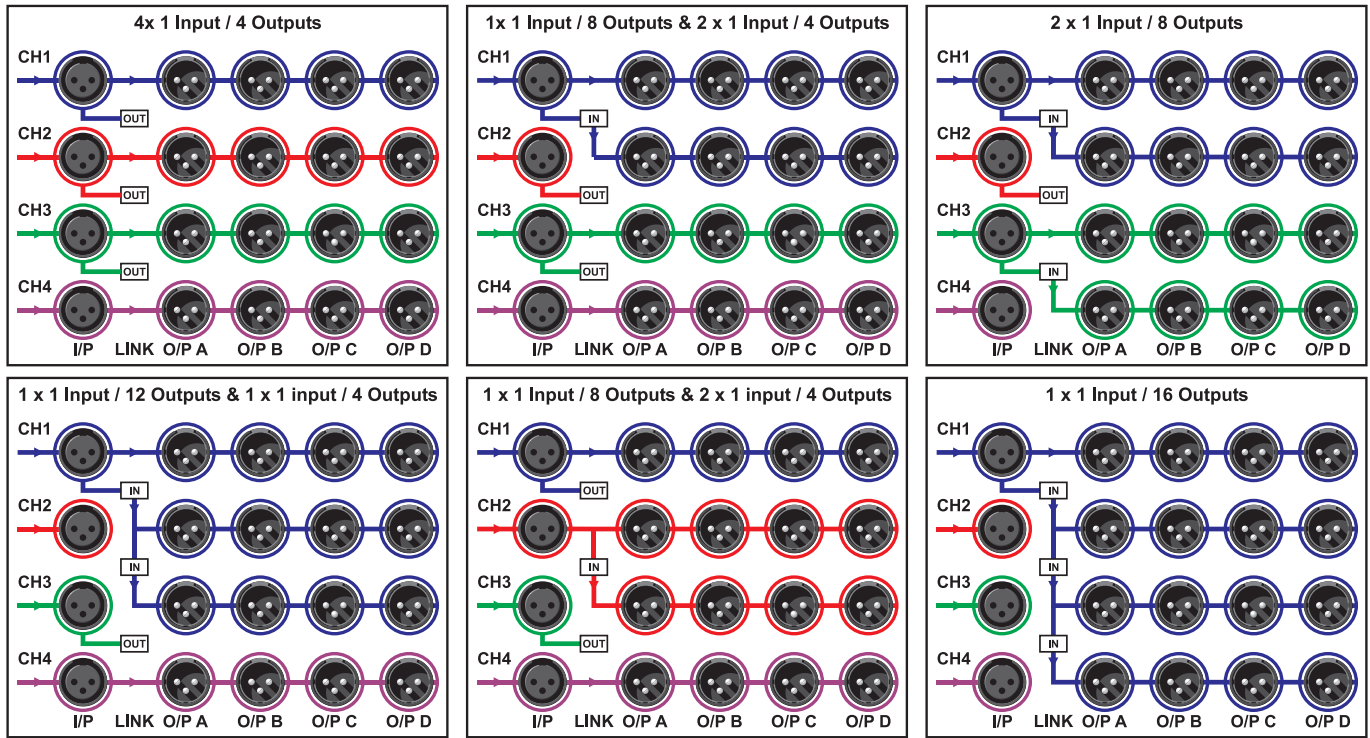 4x 1 Input / 4 Outputs
CH1
OUT
CH2
OUT
CH3
OUT
CH4
I/P LINK O/P A O/P B O/P C O/P D
1x 1 Input / 8 Outputs & 2 x 1 Input / 4 Outputs
CH1
IN
CH2
OUT
CH3
OUT
CH4
I/P LINK O/P A O/P B O/P C O/P D
2 x 1 Input / 8 Outputs
CH1
IN
CH2
OUT
CH3
IN
CH4
I/P LINK O/P A O/P B O/P C O/P D
1 x 1 Input / 12 Outputs & 1 x 1 input / 4 Outputs
CH1
IN
CH2
IN
CH3
OUT
CH4
I/P LINK O/P A O/P B O/P C O/P D
1 x 1 Input / 8 Outputs & 2 x 1 input / 4 Outputs
CH1
OUT
CH2
IN
CH3
OUT
CH4
I/P LINK O/P A O/P B O/P C O/P D
1 x 1 Input / 16 Outputs
CH1
IN
CH2
IN
CH3
IN
CH4
I/P LINK O/P A O/P B O/P C O/P D